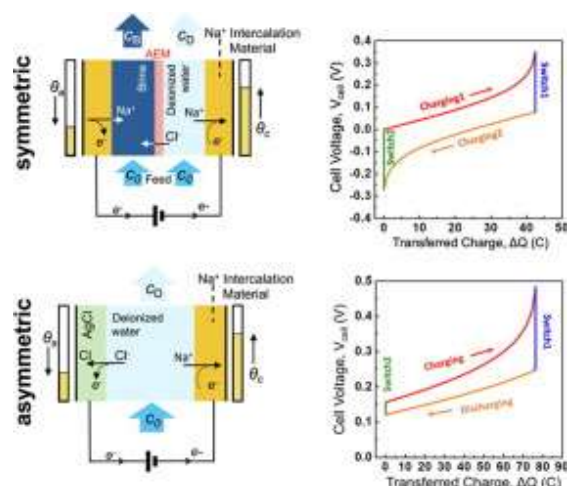 symmetric
C_B
C_D
Na⁺ Intercalation
Material
AEM
Brine
Deionized
water
θ_a
Na⁺
Na⁺
θ_c
e⁻
Cl⁻
e⁻
C_0
Feed
C_0
e⁻
e⁻
Cell Voltage, V_cell (V)
0.4
0.3
0.2
0.1
0.0
-0.1
-0.2
-0.3
-0.4
Charging1
Switch1
Switch2
Charging2
0 10 20 30 40 50
Transferred Charge, ΔQ (C)
asymmetric
C_D
Na⁺ Intercalation
Material
AgCl
Deionized
water
θ_a
Cl
Cl⁻
Na⁺
θ_c
e⁻
e⁻
C_0
e⁻
e⁻
Cell Voltage, V_cell (V)
0.5
0.4
0.3
0.2
0.1
0.0
Charging
Switch1
Switch2
Discharging
0 10 20 30 40 50 60 70 80 90
Transferred Charge, ΔQ (C)